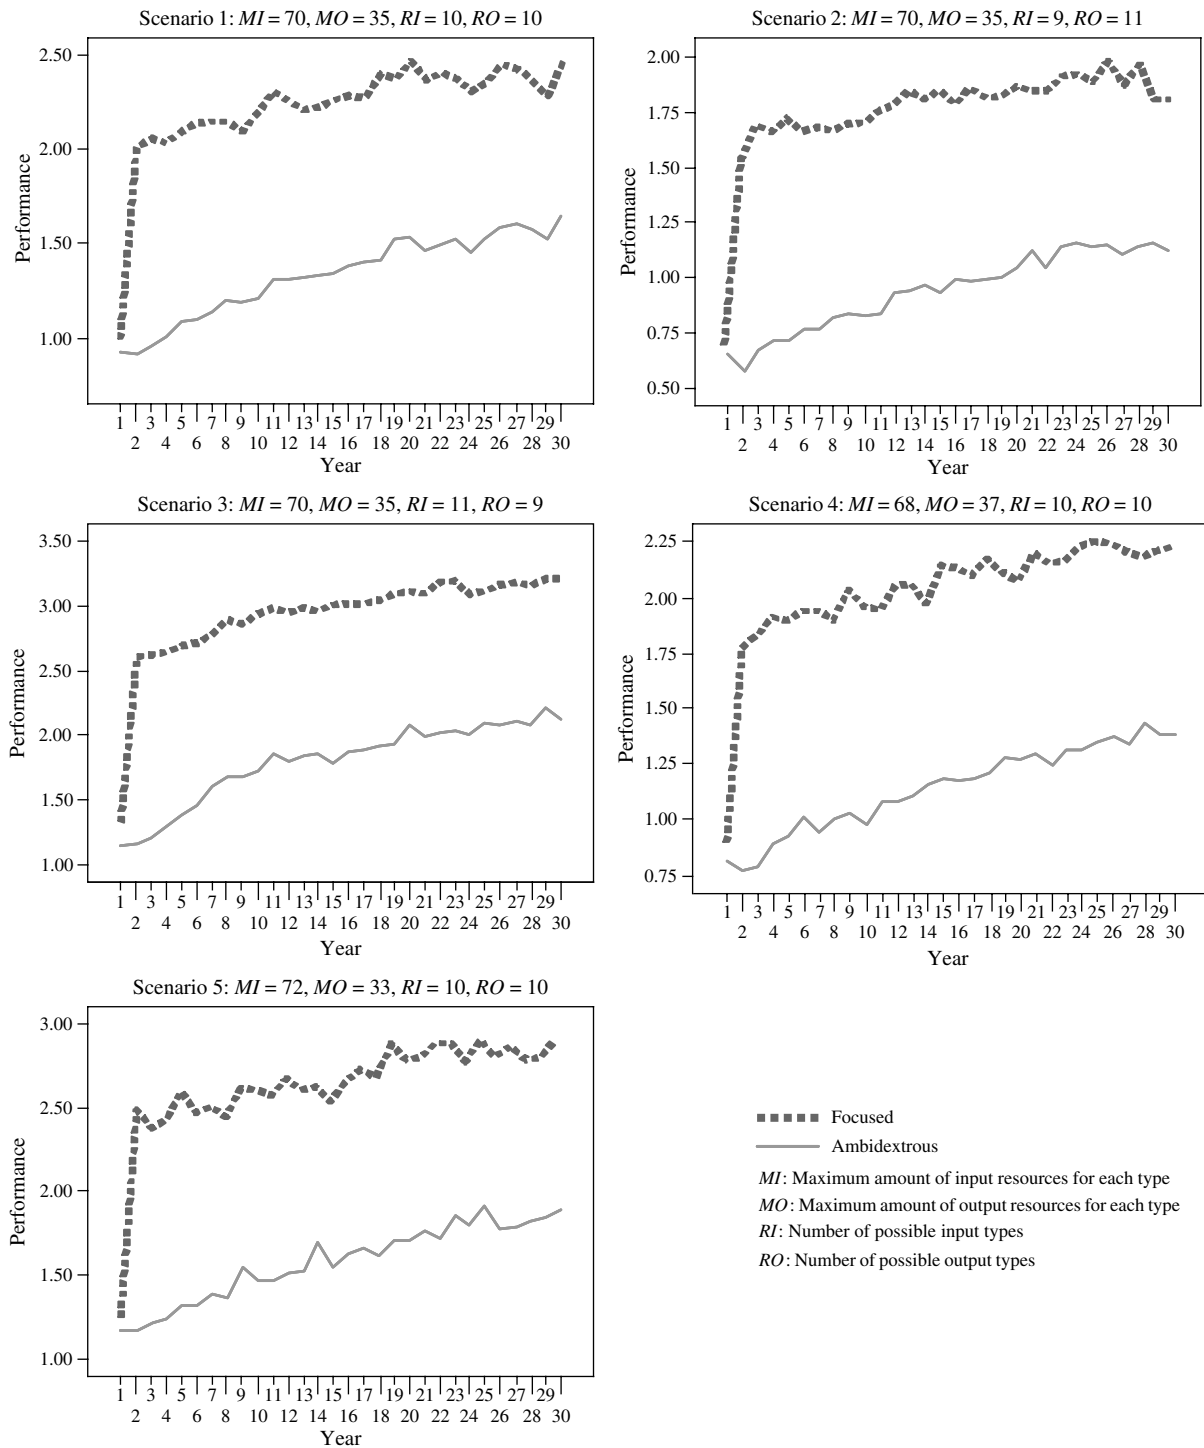 Scenario 1: MI = 70, MO = 35, RI = 10, RO = 10
2.50
2.00
1.50
1.00
Performance
1 3 5 7 9 11 13 15 17 19 21 23 25 27 29
2 4 6 8 10 12 14 16 18 20 22 24 26 28 30
Year
Scenario 2: MI = 70, MO = 35, RI = 9, RO = 11
2.00
1.75
1.50
1.25
1.00
0.75
0.50
Performance
1 3 5 7 9 11 13 15 17 19 21 23 25 27 29
2 4 6 8 10 12 14 16 18 20 22 24 26 28 30
Year
Scenario 3: MI = 70, MO = 35, RI = 11, RO = 9
3.50
3.00
2.50
2.00
1.50
1.00
Performance
1 3 5 7 9 11 13 15 17 19 21 23 25 27 29
2 4 6 8 10 12 14 16 18 20 22 24 26 28 30
Year
Scenario 4: MI = 68, MO = 37, RI = 10, RO = 10
2.25
2.00
1.75
1.50
1.25
1.00
0.75
Performance
1 3 5 7 9 11 13 15 17 19 21 23 25 27 29
2 4 6 8 10 12 14 16 18 20 22 24 26 28 30
Year
Scenario 5: MI = 72, MO = 33, RI = 10, RO = 10
3.00
2.50
2.00
1.50
1.00
Performance
1 3 5 7 9 11 13 15 17 19 21 23 25 27 29
2 4 6 8 10 12 14 16 18 20 22 24 26 28 30
Year
Focused
Ambidextrous
MI: Maximum amount of input resources for each type
MO: Maximum amount of output resources for each type
RI: Number of possible input types
RO: Number of possible output types